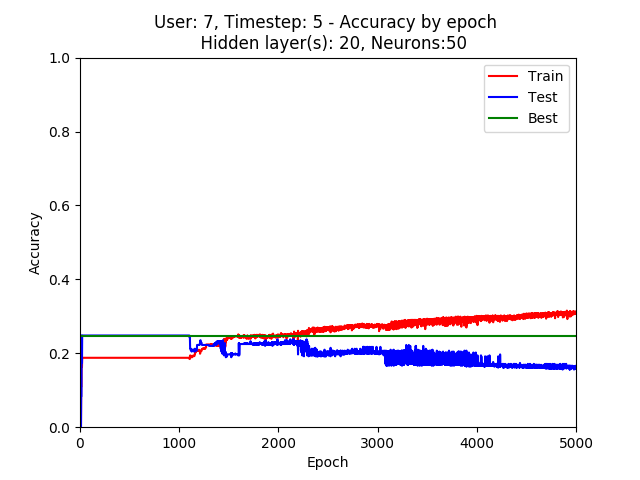 User: 7, Timestep: 5 - Accuracy by epoch
Hidden layer(s): 20, Neurons:50
Train
Test
Best
1.0
0.8
0.6
0.4
0.2
0.0
Accuracy
0 1000 2000 3000 4000 5000
Epoch